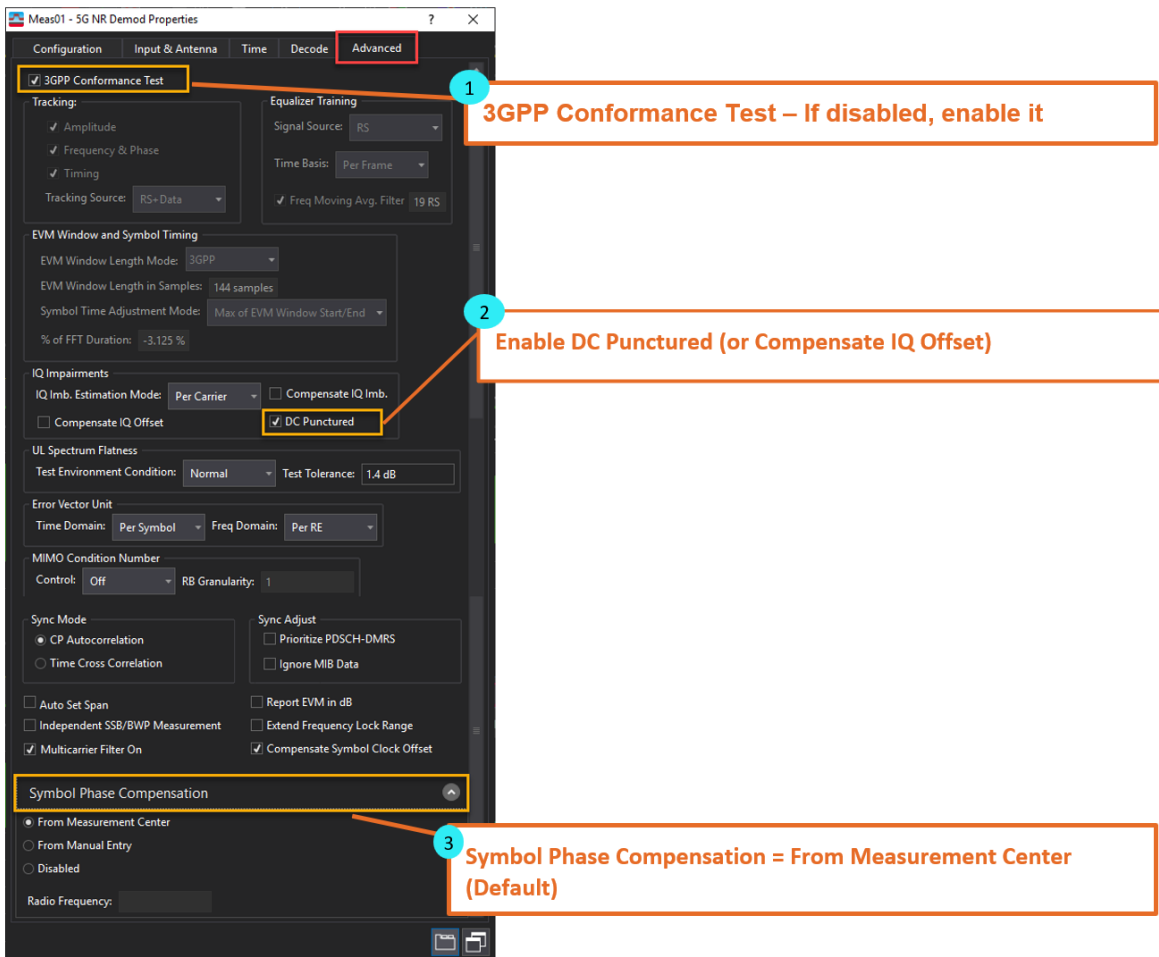 Meas01 - 5G NR Demod Properties ? ×
Configuration Input & Antenna Time Decode Advanced
3GPP Conformance Test
1
3GPP Conformance Test – If disabled, enable it
Tracking:
Amplitude
Frequency & Phase
Timing
Tracking Source: RS+Data
Equalizer Training
Signal Source: RS
Time Basis: Per Frame
Freq Moving Avg. Filter 19 RS
EVM Window and Symbol Timing
EVM Window Length Mode: 3GPP
EVM Window Length in Samples: 144 samples
Symbol Time Adjustment Mode: Max of EVM Window Start/End
% of FFT Duration: -3.125 %
2
Enable DC Punctured (or Compensate IQ Offset)
IQ Impairments
IQ Imb. Estimation Mode: Per Carrier Compensate IQ Imb.
Compensate IQ Offset DC Punctured
UL Spectrum Flatness
Test Environment Condition: Normal Test Tolerance: 1.4 dB
Error Vector Unit
Time Domain: Per Symbol Freq Domain: Per RE
MIMO Condition Number
Control: Off RB Granularity: 1
Sync Mode
CP Autocorrelation
Time Cross Correlation
Sync Adjust
Prioritize PDSCH-DMRS
Ignore MIB Data
Auto Set Span Report EVM in dB
Independent SSB/BWP Measurement Extend Frequency Lock Range
Multicarrier Filter On Compensate Symbol Clock Offset
Symbol Phase Compensation
From Measurement Center
From Manual Entry
Disabled
Radio Frequency:
3
Symbol Phase Compensation = From Measurement Center
(Default)